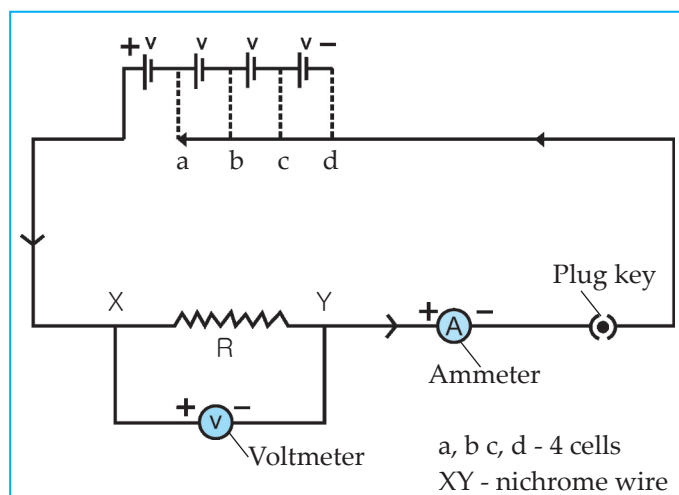 + v v v v −
a b c d
X Y
R
Plug key
+ −
A
Ammeter
+ −
v
Voltmeter
a, b c, d - 4 cells
XY - nichrome wire